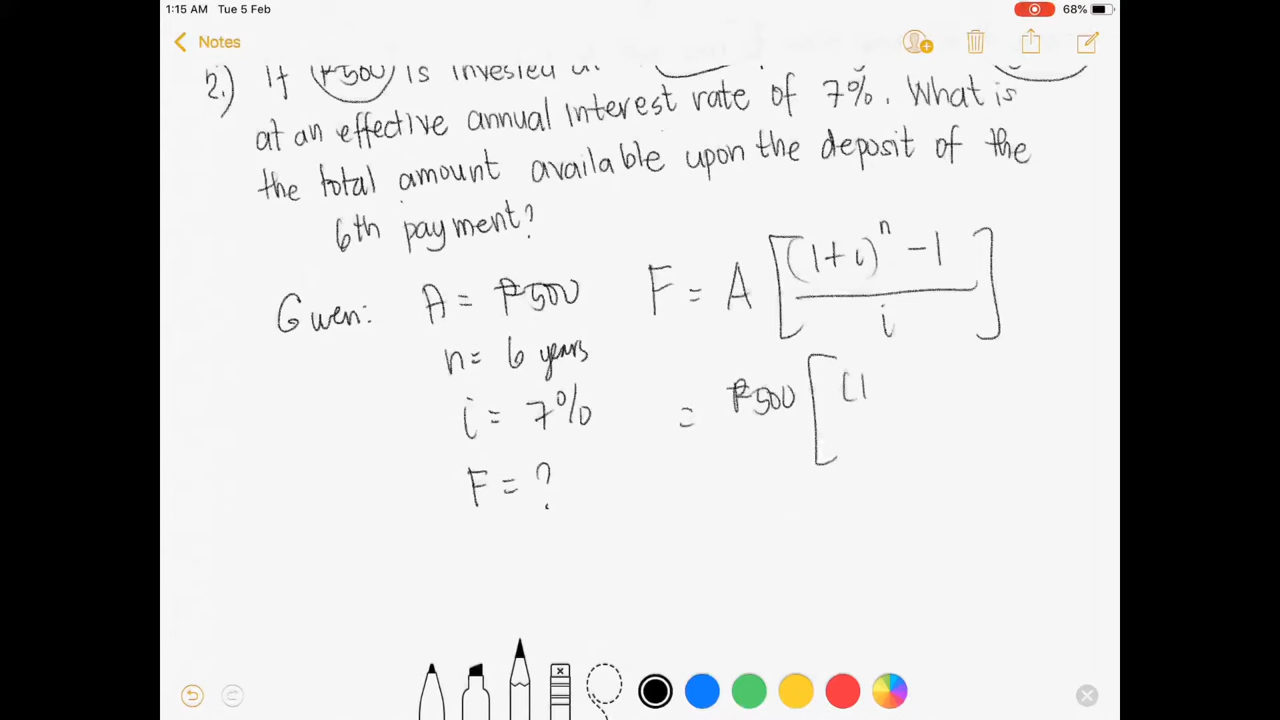 1:15 AM Tue 5 Feb
68%
Notes
2.) If ₱500 is invested at
at an effective annual interest rate of 7%. What is
the total amount available upon the deposit of the
6th payment?
Given: A = ₱500
n = 6 years
i = 7%
F = ?
F = A [ (1+i)^n - 1 / i ]
= ₱500 [ (1